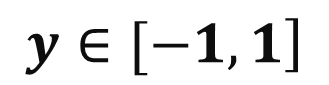 y ∈ [−1, 1]